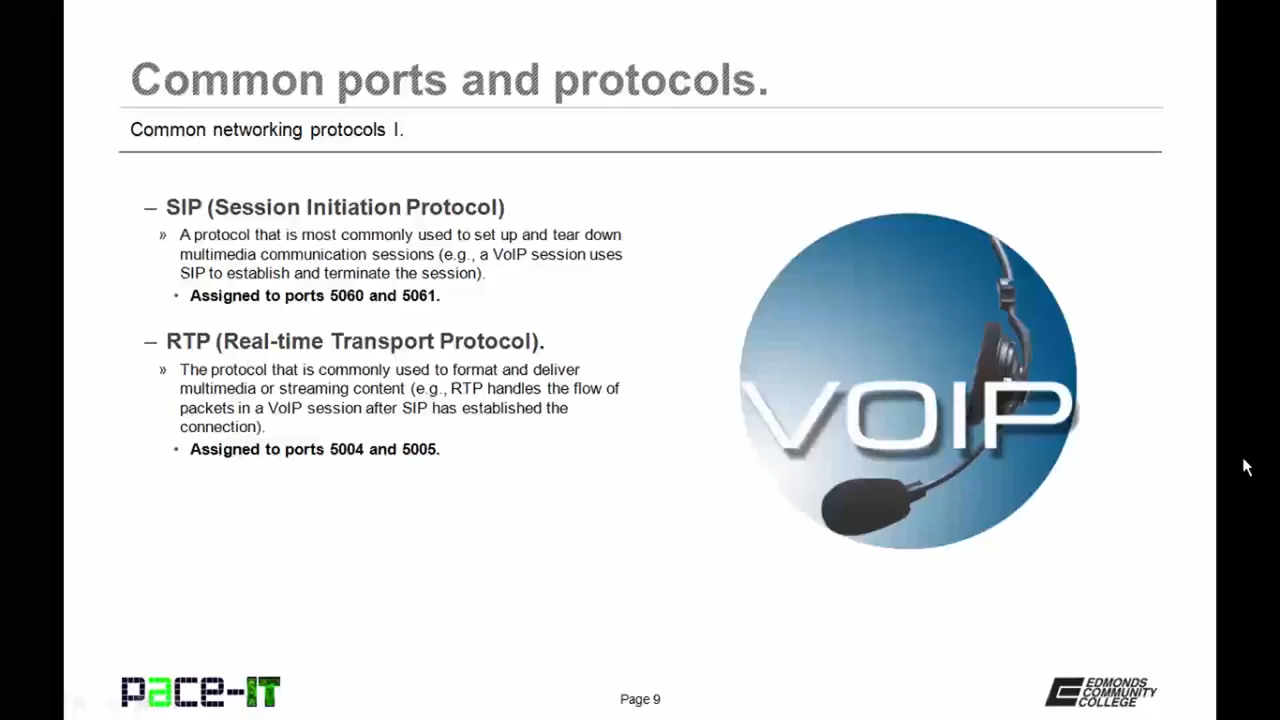 Common ports and protocols.
Common networking protocols I.
– SIP (Session Initiation Protocol)
» A protocol that is most commonly used to set up and tear down
multimedia communication sessions (e.g., a VoIP session uses
SIP to establish and terminate the session).
• Assigned to ports 5060 and 5061.
– RTP (Real-time Transport Protocol).
» The protocol that is commonly used to format and deliver
multimedia or streaming content (e.g., RTP handles the flow of
packets in a VoIP session after SIP has established the
connection).
• Assigned to ports 5004 and 5005.
VOIP
pace-IT
Page 9
EDMONDS
COMMUNITY
COLLEGE